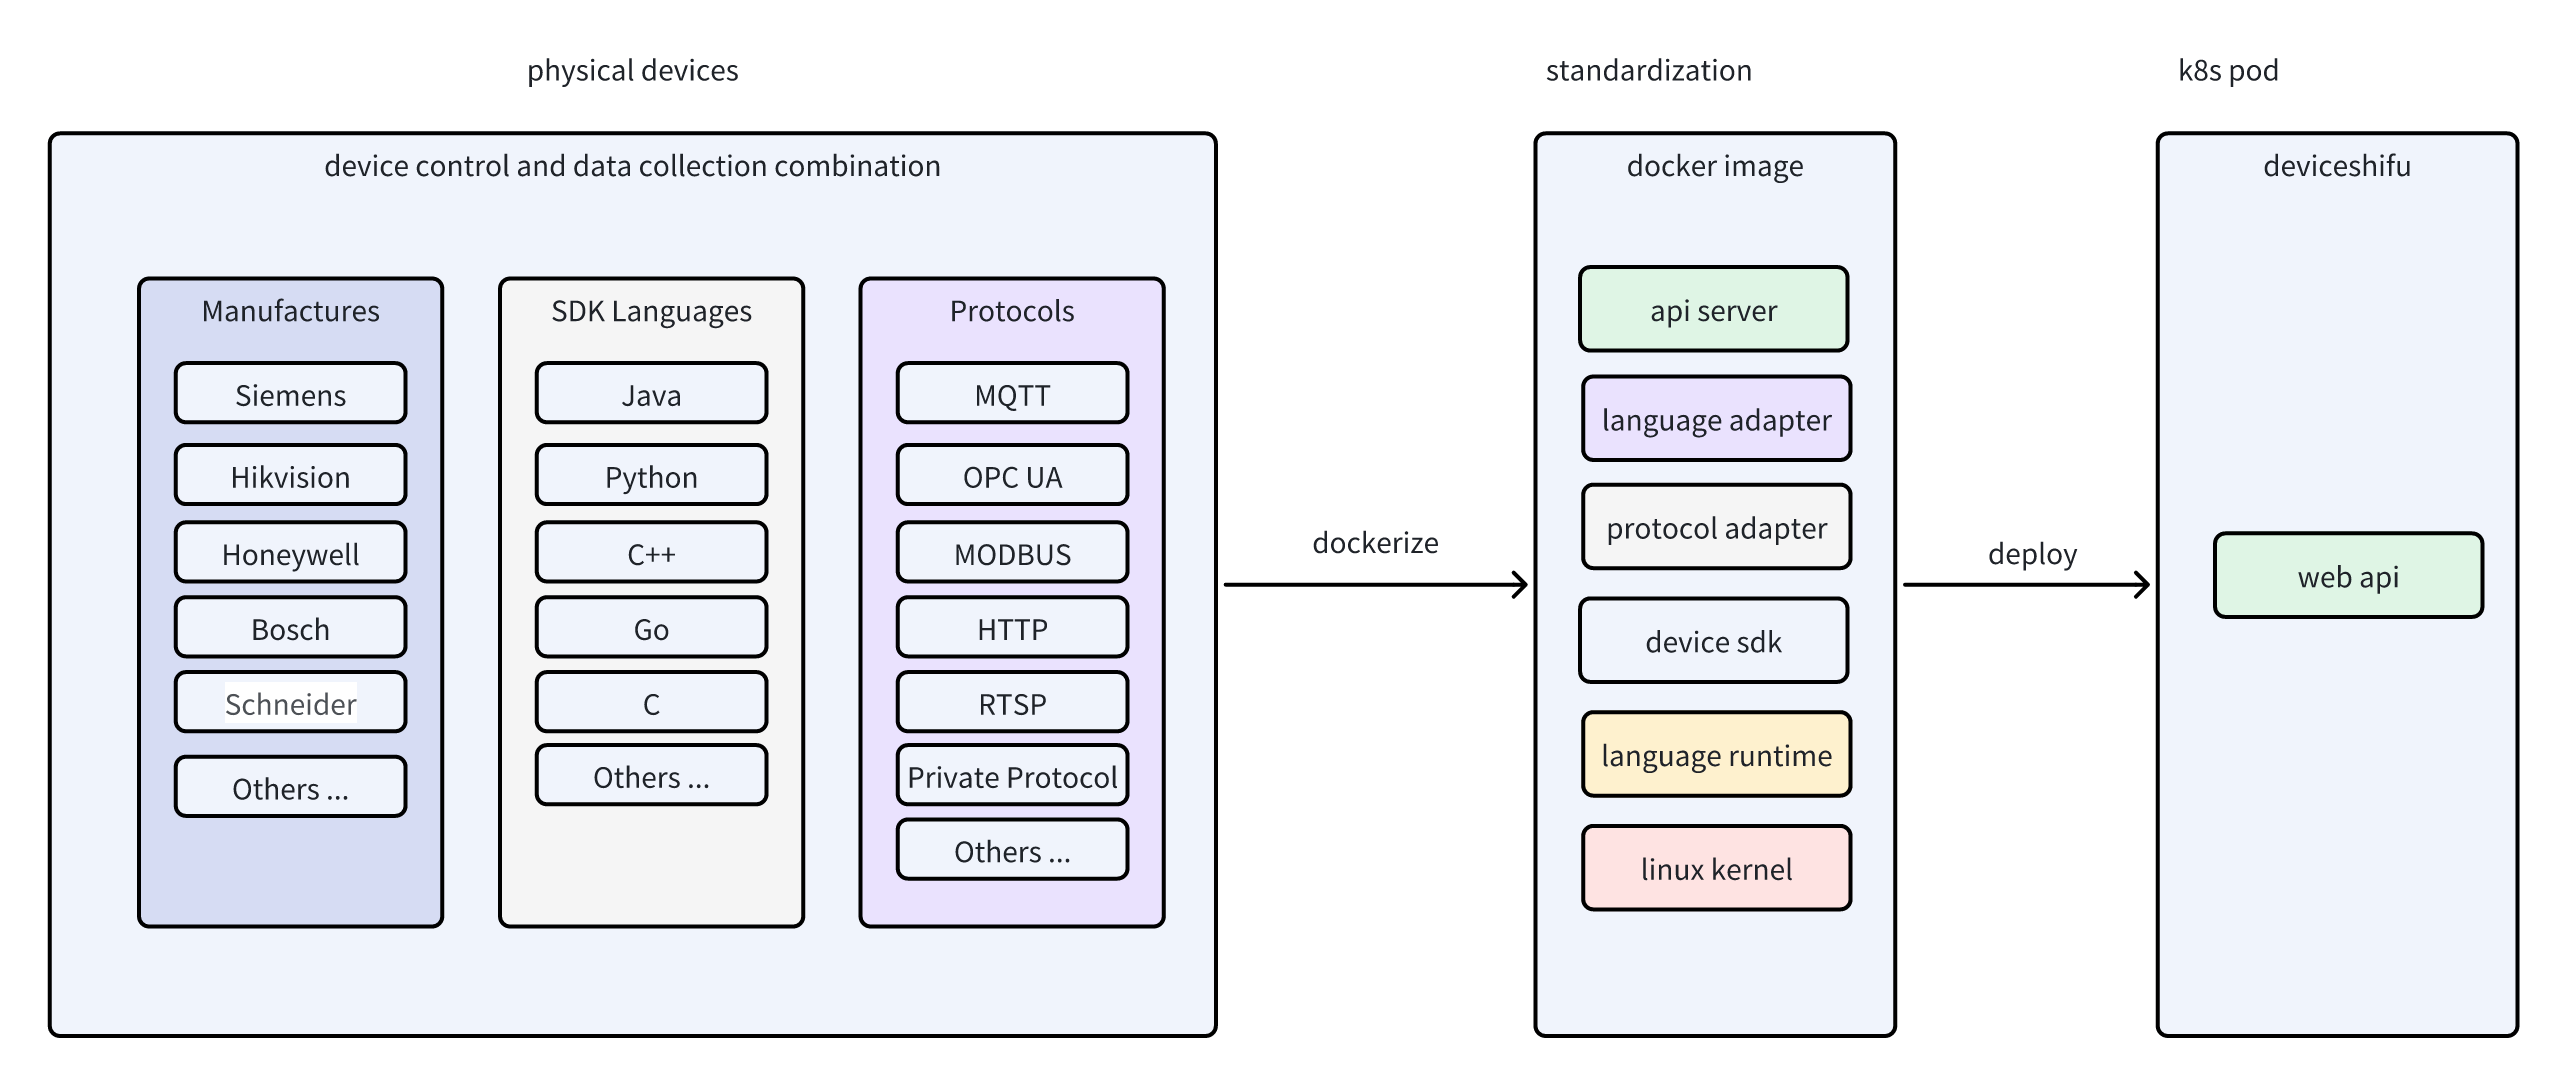 physical devices
standardization
k8s pod
device control and data collection combination
Manufactures
Siemens
Hikvision
Honeywell
Bosch
Schneider
Others ...
SDK Languages
Java
Python
C++
Go
C
Others ...
Protocols
MQTT
OPC UA
MODBUS
HTTP
RTSP
Private Protocol
Others ...
dockerize
docker image
api server
language adapter
protocol adapter
device sdk
language runtime
linux kernel
deploy
deviceshifu
web api